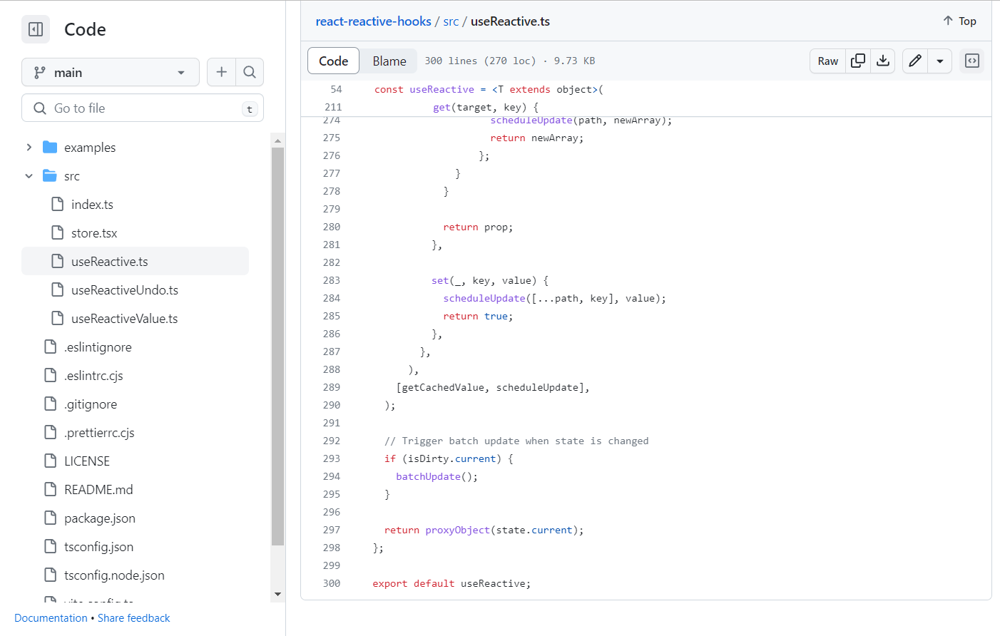 Code
main
Go to file
t
examples
src
index.ts
store.tsx
useReactive.ts
useReactiveUndo.ts
useReactiveValue.ts
.eslintignore
.eslintrc.cjs
.gitignore
.prettierrc.cjs
LICENSE
README.md
package.json
tsconfig.json
tsconfig.node.json
vite.config.ts
Documentation • Share feedback
react-reactive-hooks / src / useReactive.ts
Top
Code Blame 300 lines (270 loc) · 9.73 KB
Raw
54 const useReactive = <T extends object>(
211 get(target, key) {
274 scheduleUpdate(path, newArray);
275 return newArray;
276 };
277 }
278 }
279
280 return prop;
281 },
282
283 set(_, key, value) {
284 scheduleUpdate([...path, key], value);
285 return true;
286 },
287 },
288 ),
289 [getCachedValue, scheduleUpdate],
290 );
291
292 // Trigger batch update when state is changed
293 if (isDirty.current) {
294 batchUpdate();
295 }
296
297 return proxyObject(state.current);
298 };
299
300 export default useReactive;